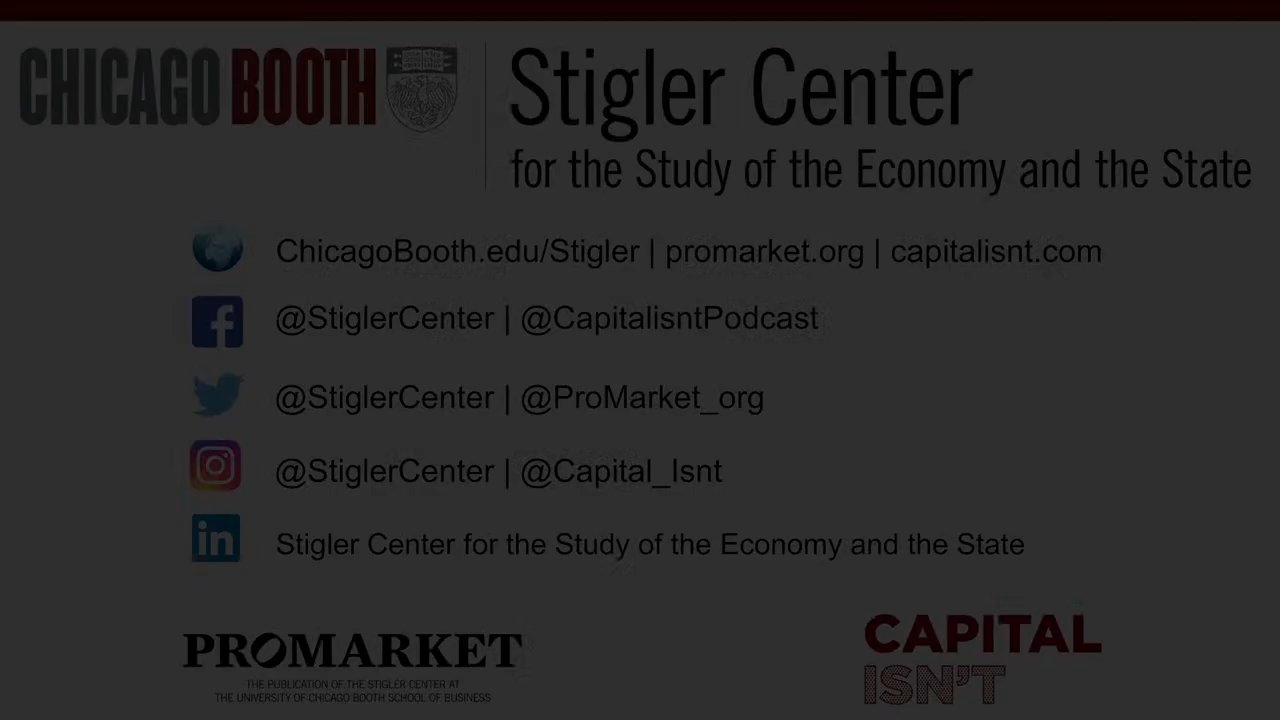 CHICAGO BOOTH
Stigler Center
for the Study of the Economy and the State
ChicagoBooth.edu/Stigler | promarket.org | capitalisnt.com
@StiglerCenter | @CapitalisntPodcast
@StiglerCenter | @ProMarket_org
@StiglerCenter | @Capital_Isnt
in Stigler Center for the Study of the Economy and the State
PROMARKET
THE PUBLICATION OF THE STIGLER CENTER AT
THE UNIVERSITY OF CHICAGO BOOTH SCHOOL OF BUSINESS
CAPITAL
ISN'T